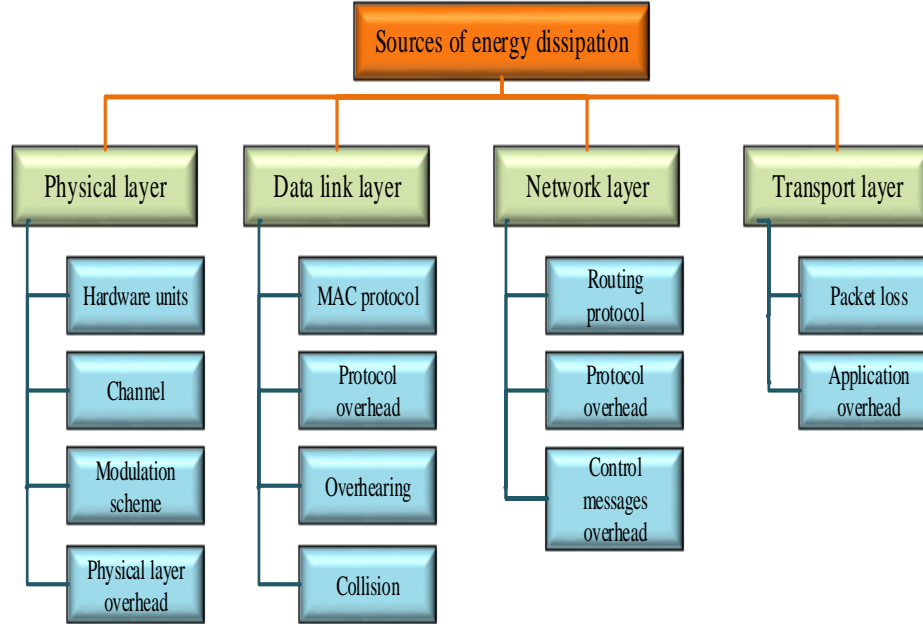 Sources of energy dissipation
Physical layer
Data link layer
Network layer
Transport layer
Hardware units
Channel
Modulation
scheme
Physical layer
overhead
MAC protocol
Protocol
overhead
Overhearing
Collision
Routing
protocol
Protocol
overhead
Control
messages
overhead
Packet loss
Application
overhead